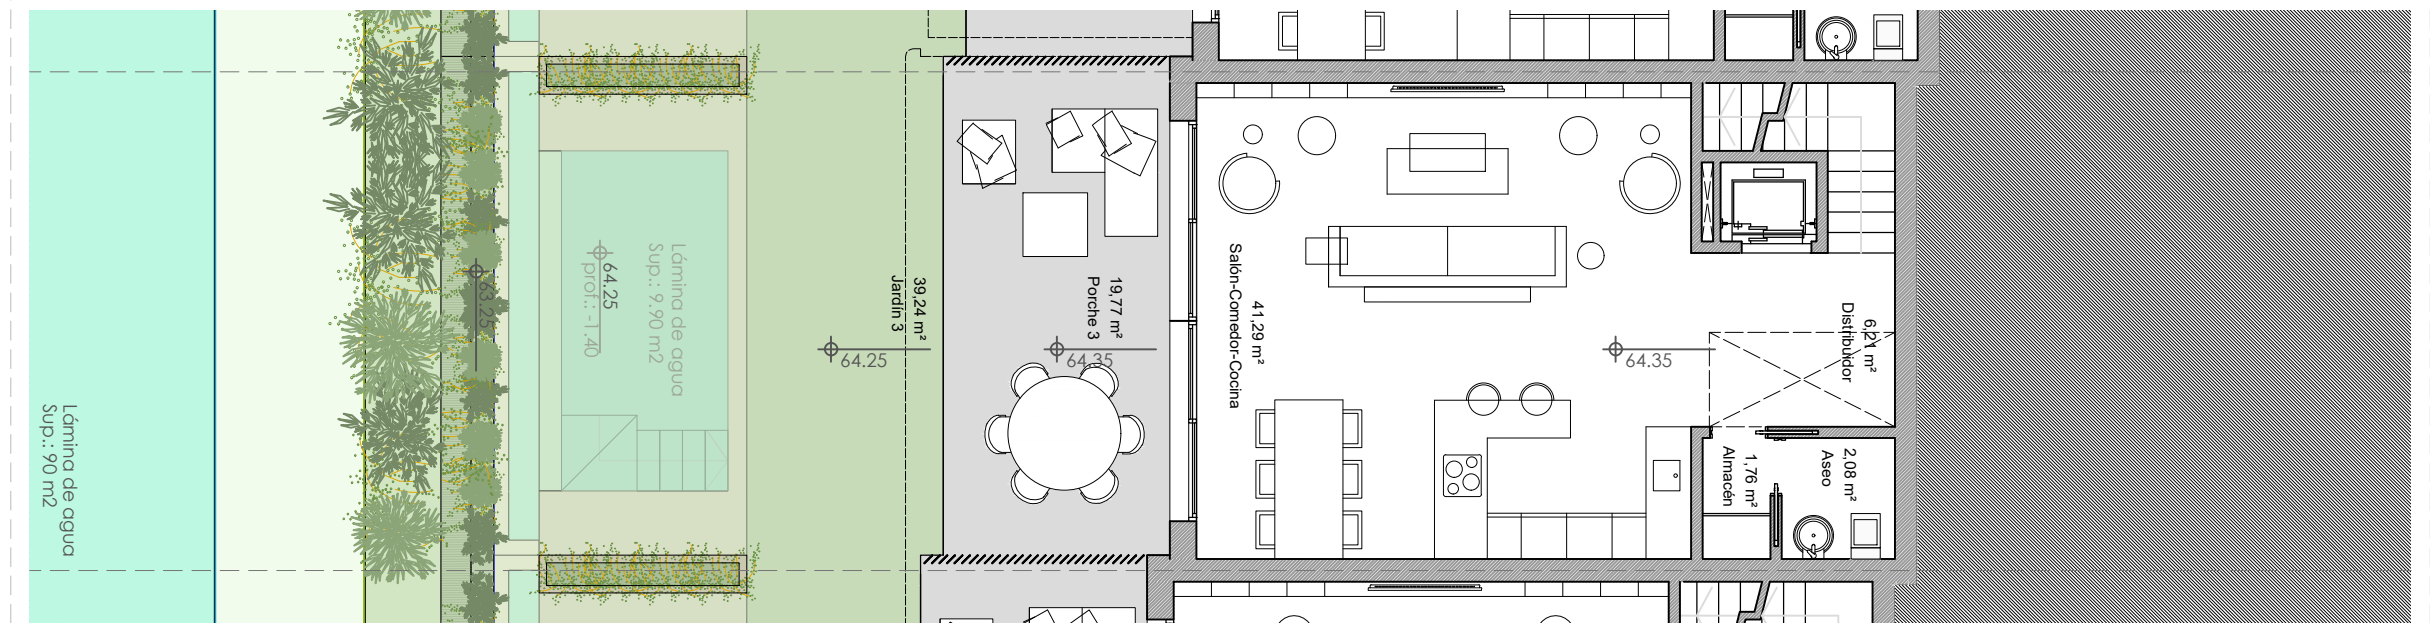 Lámina de agua
Sup.: 90 m2
63.25
64.25
prof.: -1.40
Lámina de agua
Sup.: 9.90 m2
39,24 m²
Jardín 3
64.25
19,77 m²
Porche 3
64.35
Salón-Comedor-Cocina
41,29 m²
64.35
6,21 m²
Distribuidor
1,76 m²
Almacén
2,08 m²
Aseo